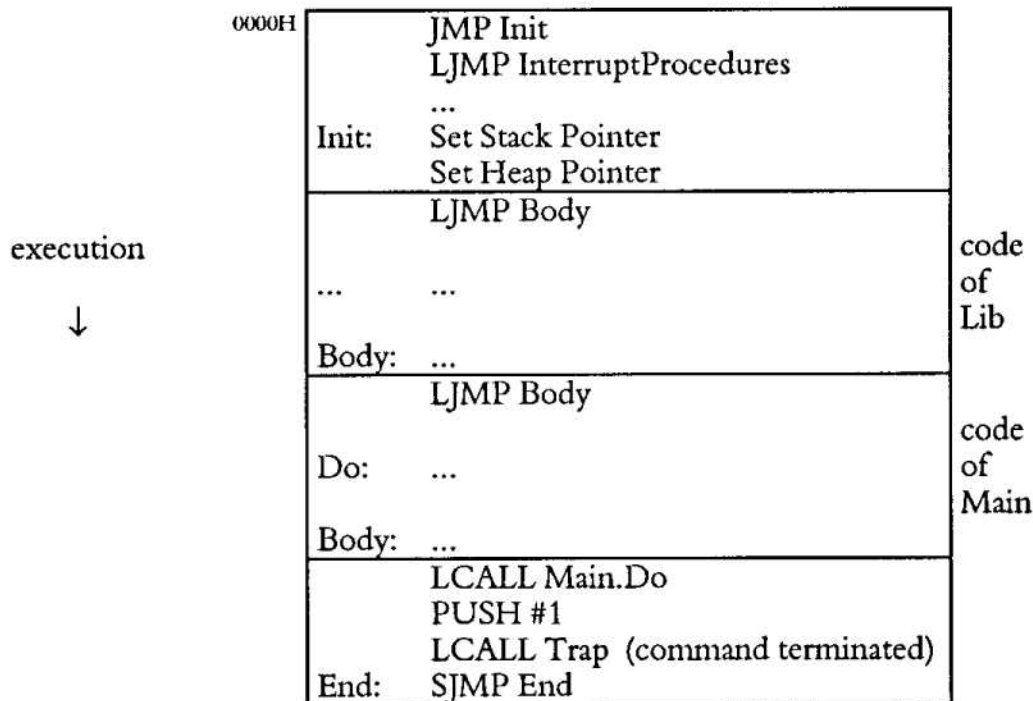 0000H JMP Init
LJMP InterruptProcedures
...
Init: Set Stack Pointer
Set Heap Pointer
LJMP Body
execution
↓
... ...
Body: ...
code
of
Lib
LJMP Body
Do: ...
Body: ...
code
of
Main
LCALL Main.Do
PUSH #1
LCALL Trap (command terminated)
End: SJMP End